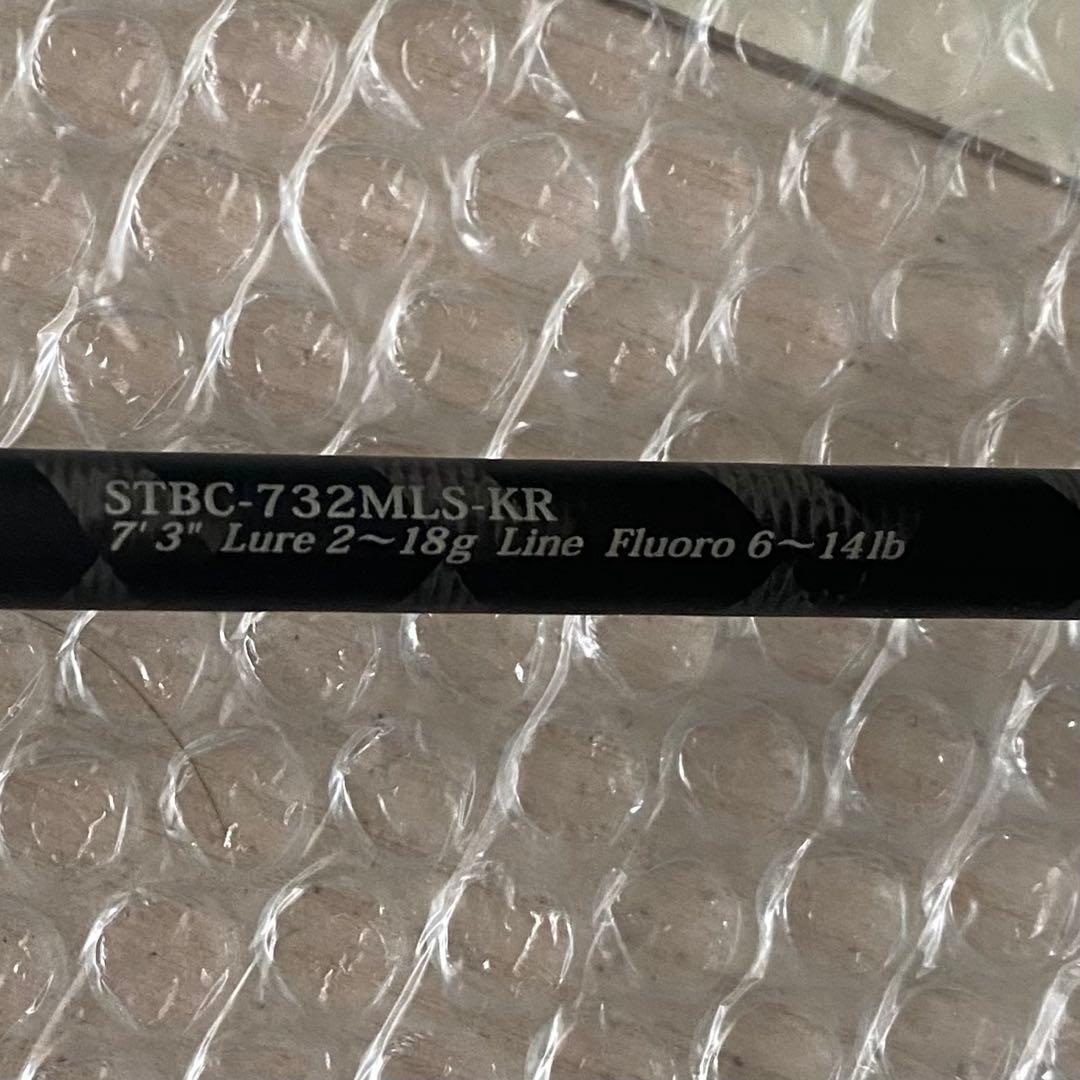 STBC-732MLS-KR
7' 3" Lure 2～18g Line Fluoro 6～14lb